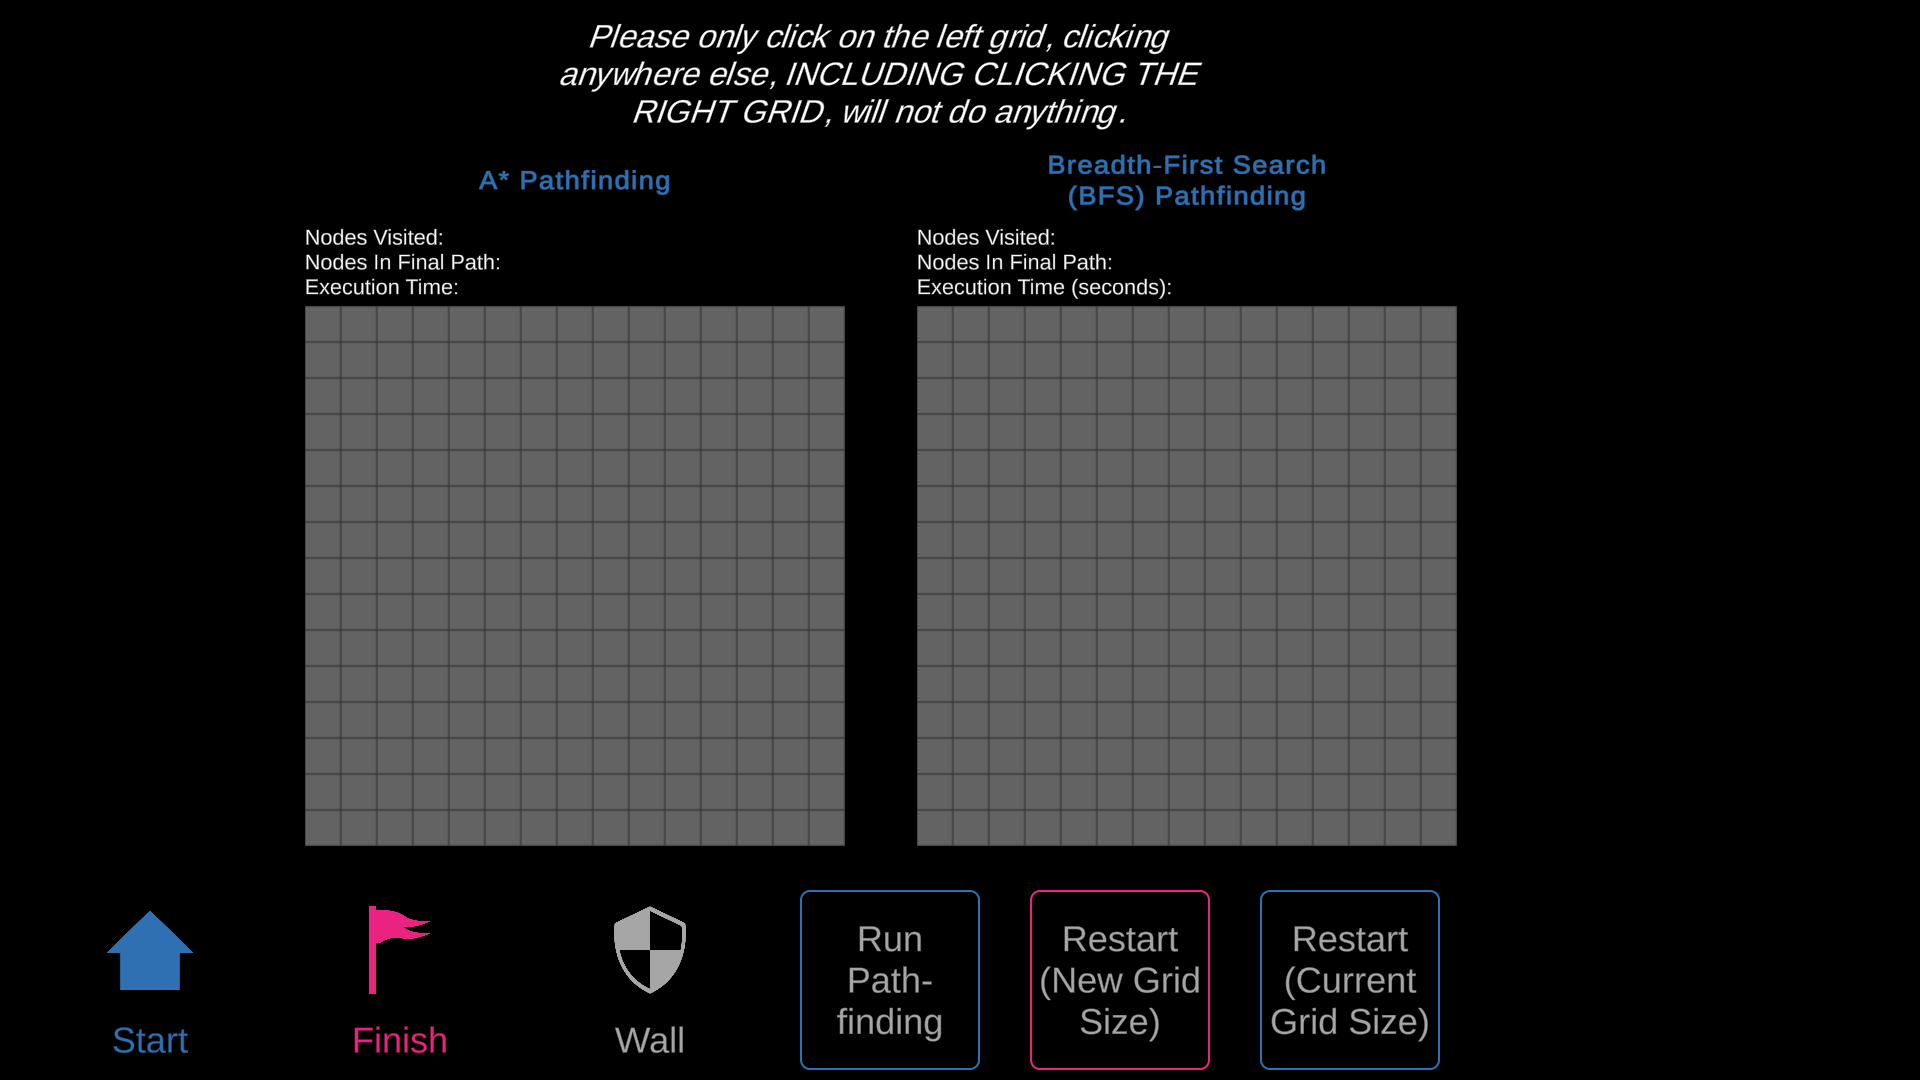 Please only click on the left grid, clicking
anywhere else, INCLUDING CLICKING THE
RIGHT GRID, will not do anything.
A* Pathfinding
Nodes Visited:
Nodes In Final Path:
Execution Time:
Breadth-First Search
(BFS) Pathfinding
Nodes Visited:
Nodes In Final Path:
Execution Time (seconds):
Start
Finish
Wall
Run
Path-
finding
Restart
(New Grid
Size)
Restart
(Current
Grid Size)